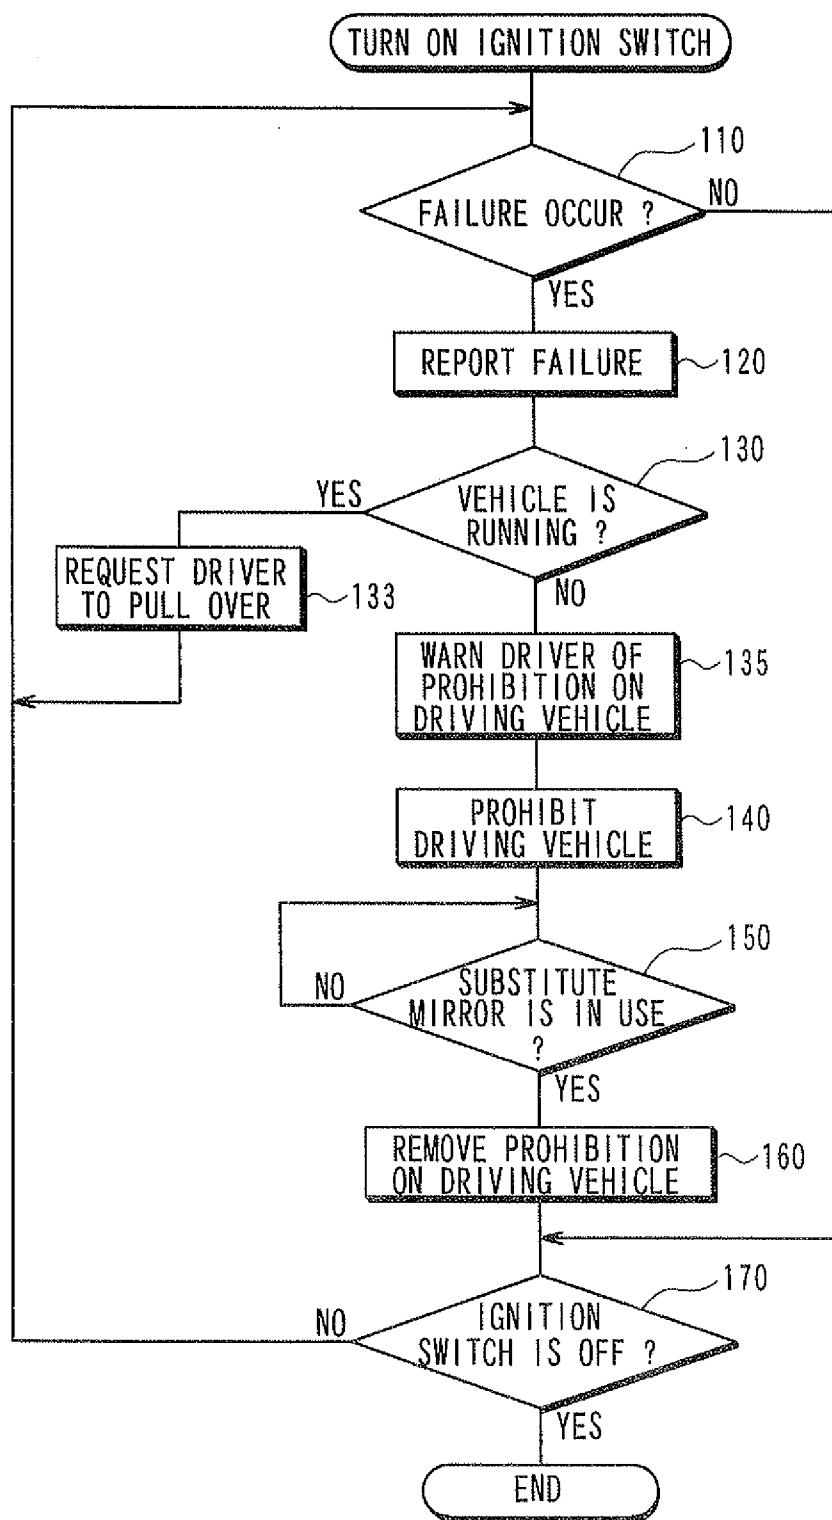 TURN ON IGNITION SWITCH
110
NO
FAILURE OCCUR ?
YES
REPORT FAILURE
120
130
YES
VEHICLE IS
RUNNING ?
REQUEST DRIVER
TO PULL OVER
133
NO
WARN DRIVER OF
PROHIBITION ON
DRIVING VEHICLE
135
PROHIBIT
DRIVING VEHICLE
140
150
NO
SUBSTITUTE
MIRROR IS IN USE
?
YES
REMOVE PROHIBITION
ON DRIVING VEHICLE
160
170
NO
IGNITION
SWITCH IS OFF ?
YES
END